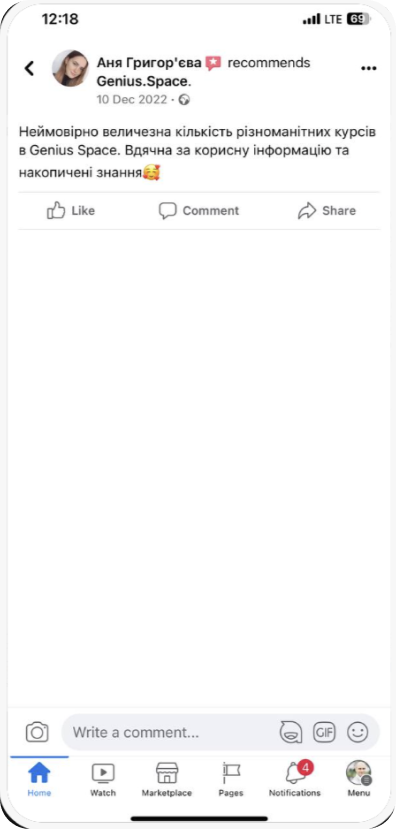 12:18 LTE 69
Аня Григор'єва recommends
Genius.Space.
10 Dec 2022 ·
Неймовірно величезна кількість різноманітних курсів
в Genius Space. Вдячна за корисну інформацію та
накопичені знання🥰
Like Comment Share
Write a comment... GIF
4
Home Watch Marketplace Pages Notifications Menu